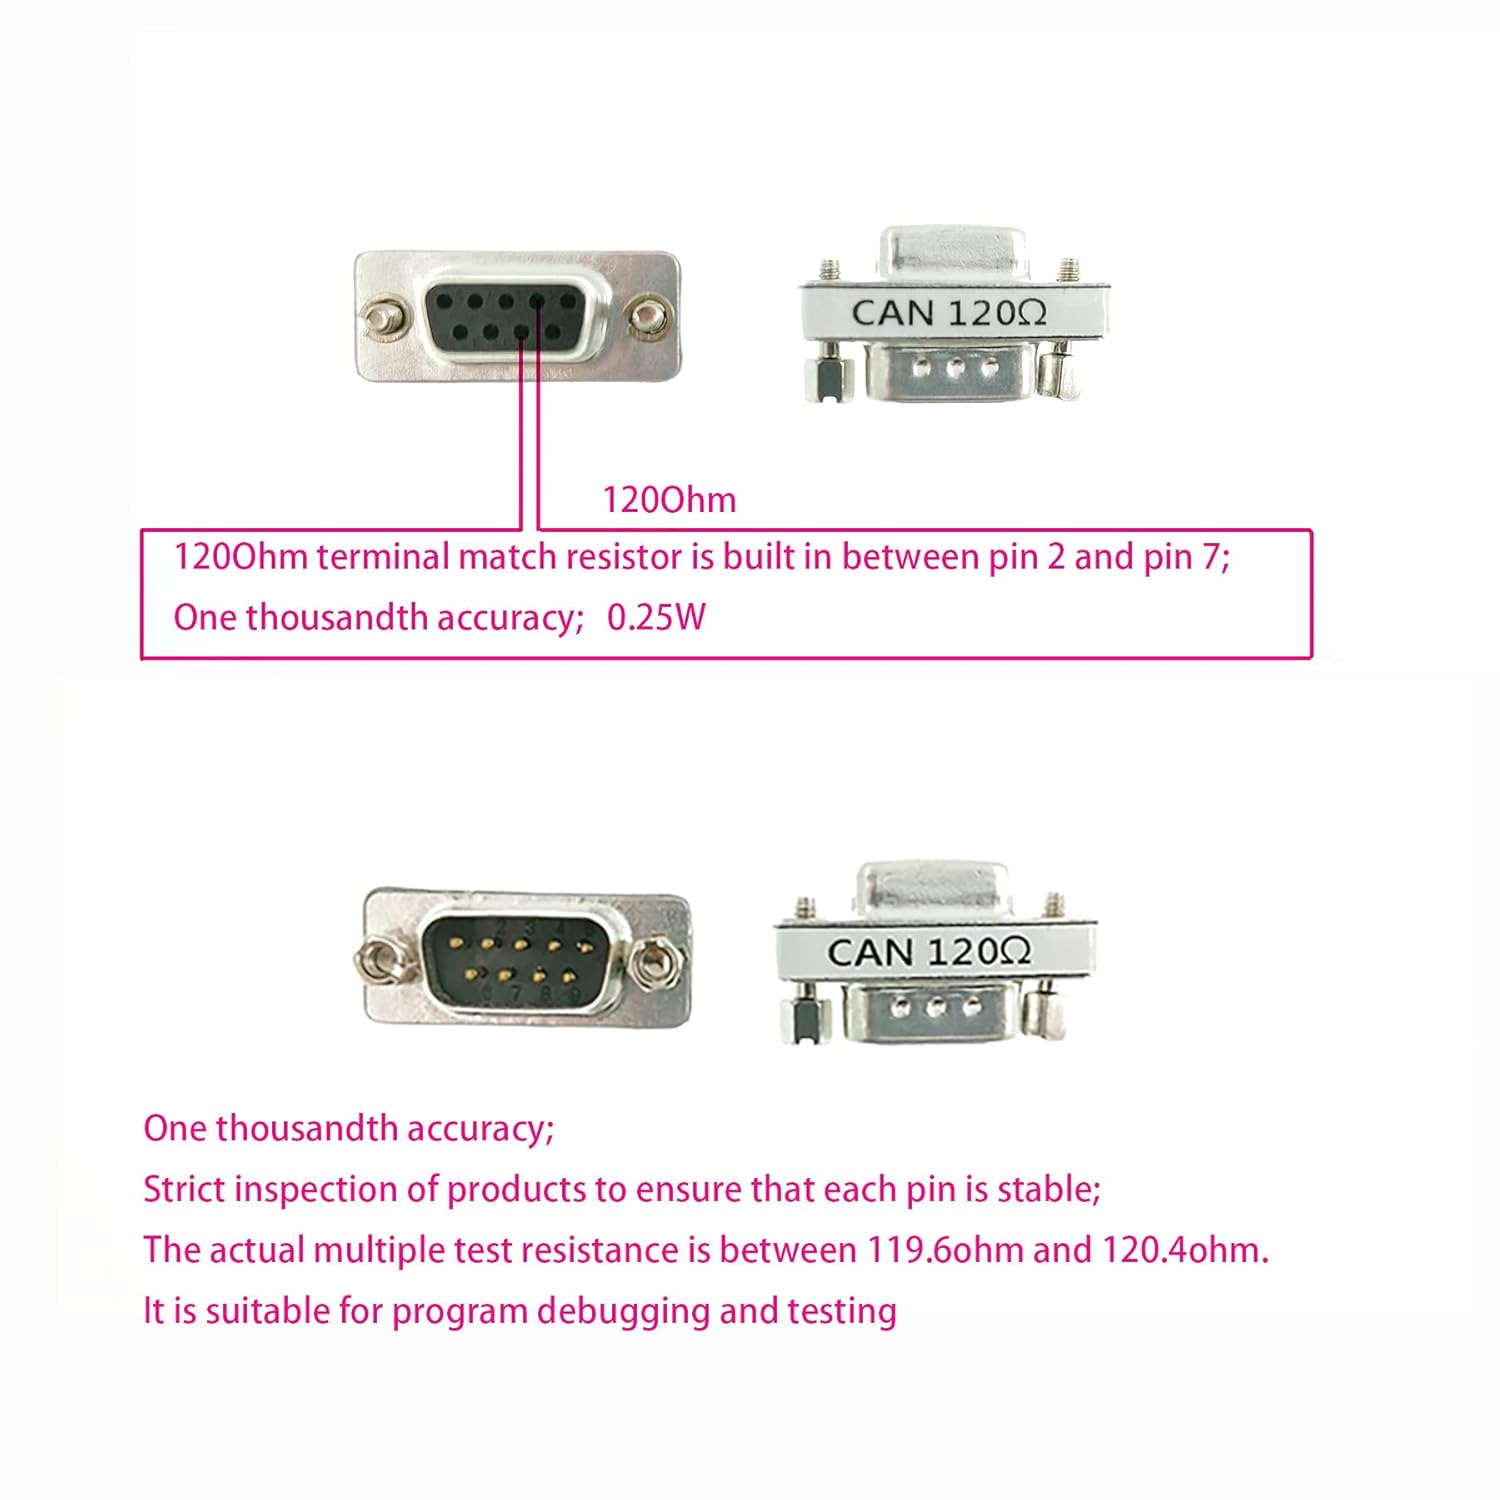 CAN 120Ω
120Ohm
120Ohm terminal match resistor is built in between pin 2 and pin 7;
One thousandth accuracy; 0.25W
2 3 4
6 7 8 9
CAN 120Ω
One thousandth accuracy;
Strict inspection of products to ensure that each pin is stable;
The actual multiple test resistance is between 119.6ohm and 120.4ohm.
It is suitable for program debugging and testing